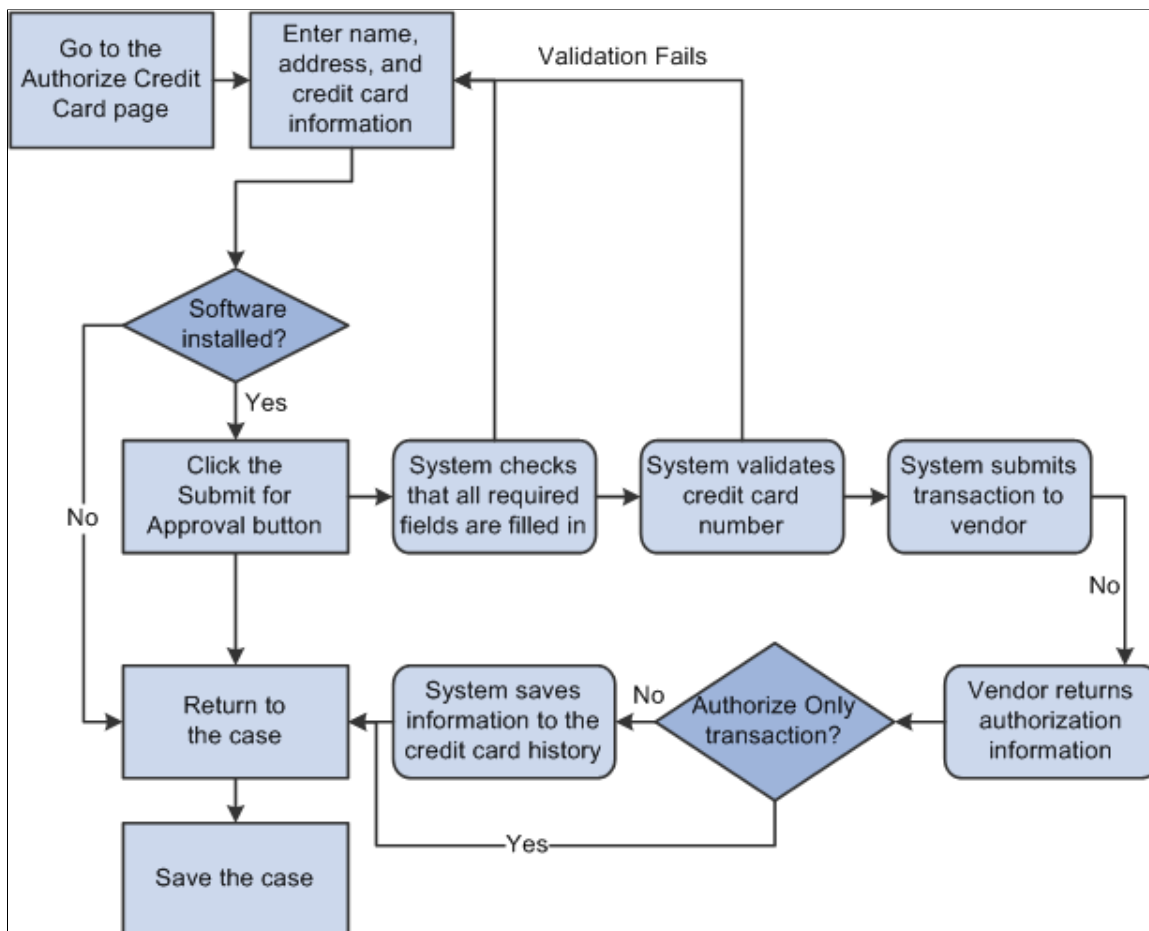 Go to the
Authorize Credit
Card page
Enter name,
address, and
credit card
information
Validation Fails
Software
installed?
Yes
No
Click the
Submit for
Approval button
System checks
that all required
fields are filled in
System validates
credit card
number
System submits
transaction to
vendor
No
Return to
the case
System saves
information to the
credit card history
No
Authorize Only
transaction?
Vendor returns
authorization
information
Yes
Save the case